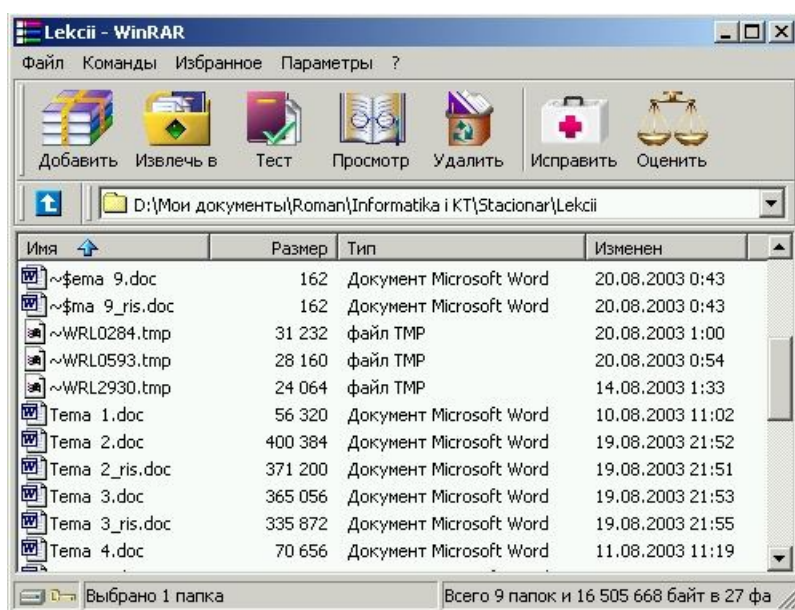 Lekcii - WinRAR
Файл Команды Избранное Параметры ?
Добавить Извлечь в Тест Просмотр Удалить Исправить Оценить
D:\Мои документы\Roman\Informatika i KT\Stacionar\Lekcii
Имя Размер Тип Изменен
~$ema 9.doc 162 Документ Microsoft Word 20.08.2003 0:43
~$ma 9_ris.doc 162 Документ Microsoft Word 20.08.2003 0:43
~WRL0284.tmp 31 232 файл TMP 20.08.2003 1:00
~WRL0593.tmp 28 160 файл TMP 20.08.2003 0:54
~WRL2930.tmp 24 064 файл TMP 14.08.2003 1:33
Tema 1.doc 56 320 Документ Microsoft Word 10.08.2003 11:02
Tema 2.doc 400 384 Документ Microsoft Word 19.08.2003 21:52
Tema 2_ris.doc 371 200 Документ Microsoft Word 19.08.2003 21:51
Tema 3.doc 365 056 Документ Microsoft Word 19.08.2003 21:53
Tema 3_ris.doc 335 872 Документ Microsoft Word 19.08.2003 21:55
Tema 4.doc 70 656 Документ Microsoft Word 11.08.2003 11:19
Выбрано 1 папка Всего 9 папок и 16 505 668 байт в 27 фа